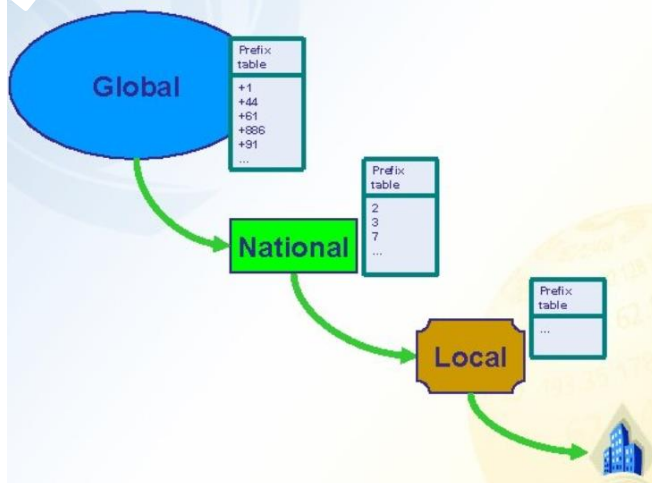 Global
Prefix
table
+1
+44
+61
+886
+91
...
National
Prefix
table
2
3
7
...
Local
Prefix
table
...